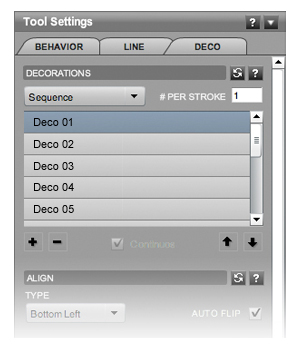 Tool Settings ?
BEHAVIOR LINE DECO
DECORATIONS ?
Sequence # PER STROKE 1
Deco 01
Deco 02
Deco 03
Deco 04
Deco 05
Continuous
ALIGN ?
TYPE
Bottom Left AUTO FLIP